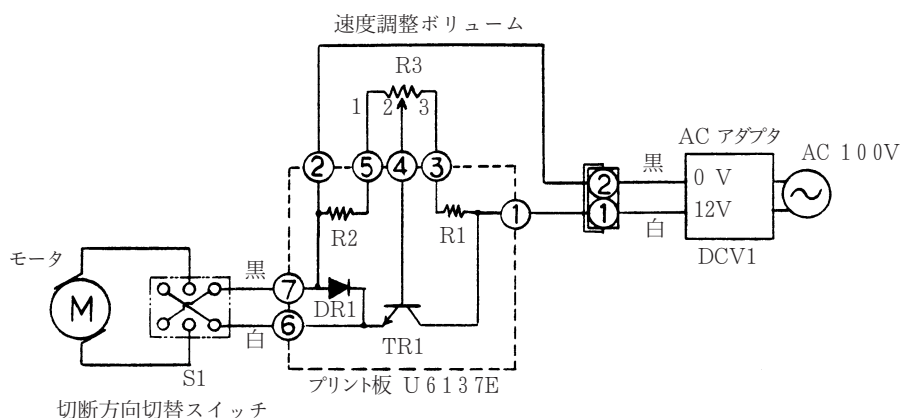 速度調整ボリューム
R3
1 2 3
AC アダプタ
AC 100V
② ⑤ ④ ③
黒
② 0 V
R2 R1 ① ① 12V
白
DCV1
モータ
黒
⑦ DR1
M
⑥
白
TR1
S1
プリント板 U6137E
切断方向切替スイッチ